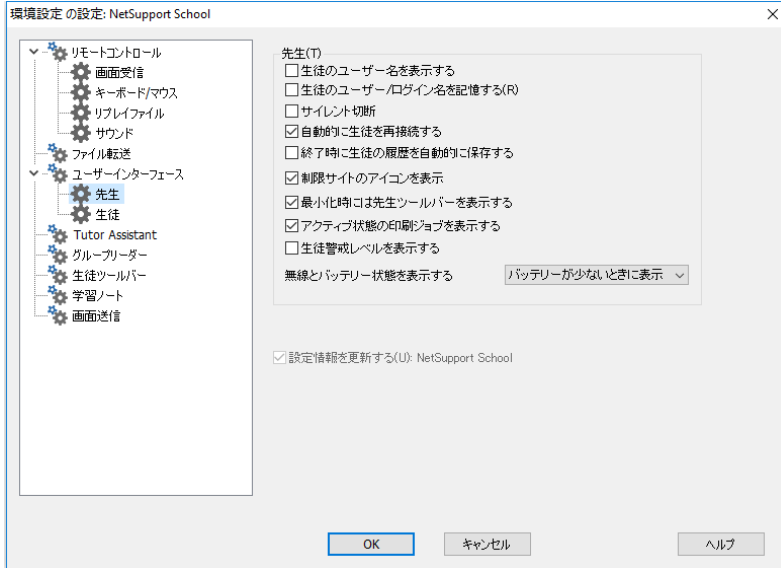 環境設定 の設定: NetSupport School
リモートコントロール
画面受信
キーボード/マウス
リプレイファイル
サウンド
ファイル転送
ユーザーインターフェース
先生
生徒
Tutor Assistant
グループリーダー
生徒ツールバー
学習ノート
画面送信
先生(T)
生徒のユーザー名を表示する
生徒のユーザー/ログイン名を記憶する(R)
サイレント切断
自動的に生徒を再接続する
終了時に生徒の履歴を自動的に保存する
制限サイトのアイコンを表示
最小化時には先生ツールバーを表示する
アクティブ状態の印刷ジョブを表示する
生徒警戒レベルを表示する
無線とバッテリー状態を表示する
バッテリーが少ないときに表示
設定情報を更新する(U): NetSupport School
OK
キャンセル
ヘルプ